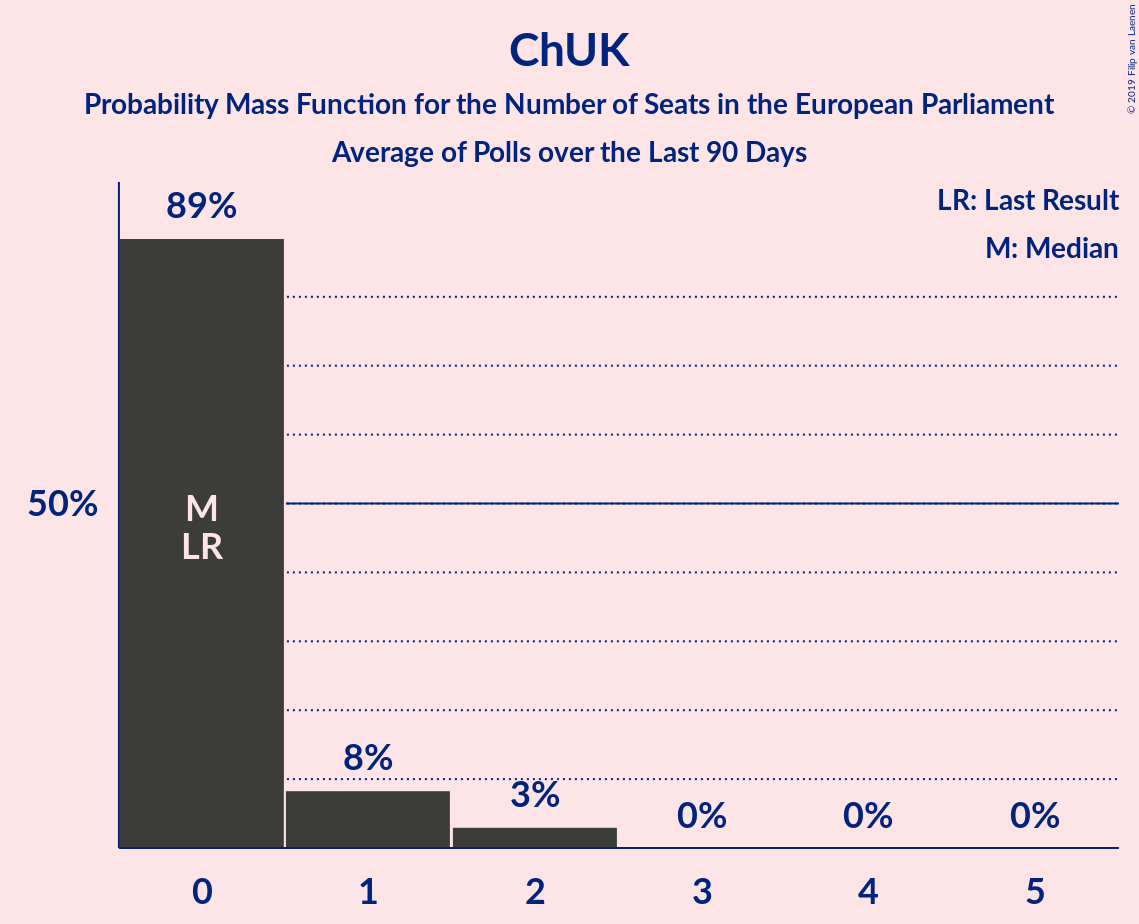 ChUK
Probability Mass Function for the Number of Seats in the European Parliament
Average of Polls over the Last 90 Days
© 2019 Filip van Laenen
LR: Last Result
M: Median
89%
50%
M
LR
8%
3%
0%
0%
0%
0
1
2
3
4
5